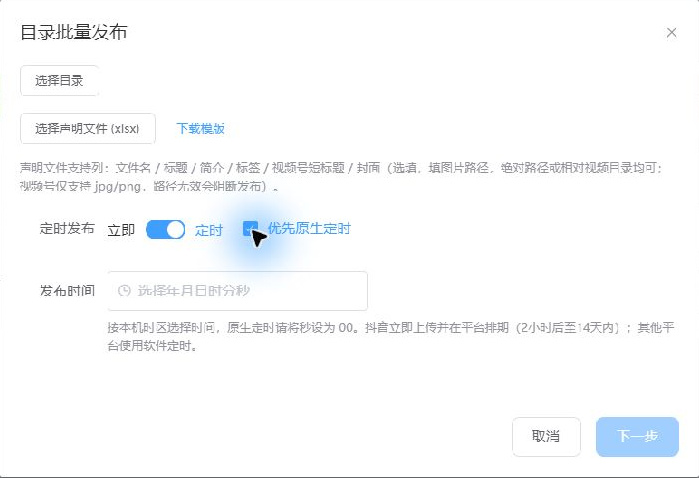 目录批量发布
选择目录
选择声明文件 (xlsx) 下载模版
声明文件支持列：文件名 / 标题 / 简介 / 标签 / 视频号短标题 / 封面（选填，填图片路径，绝对路径或相对视频目录均可；
视频号仅支持 jpg/png，路径无效会阻断发布）。
定时发布 立即 定时 优先原生定时
发布时间 选择年月日时分秒
按本机时区选择时间，原生定时请将秒设为 00。抖音立即上传并在平台排期（2小时后至14天内）；其他平
台使用软件定时。
取消 下一步